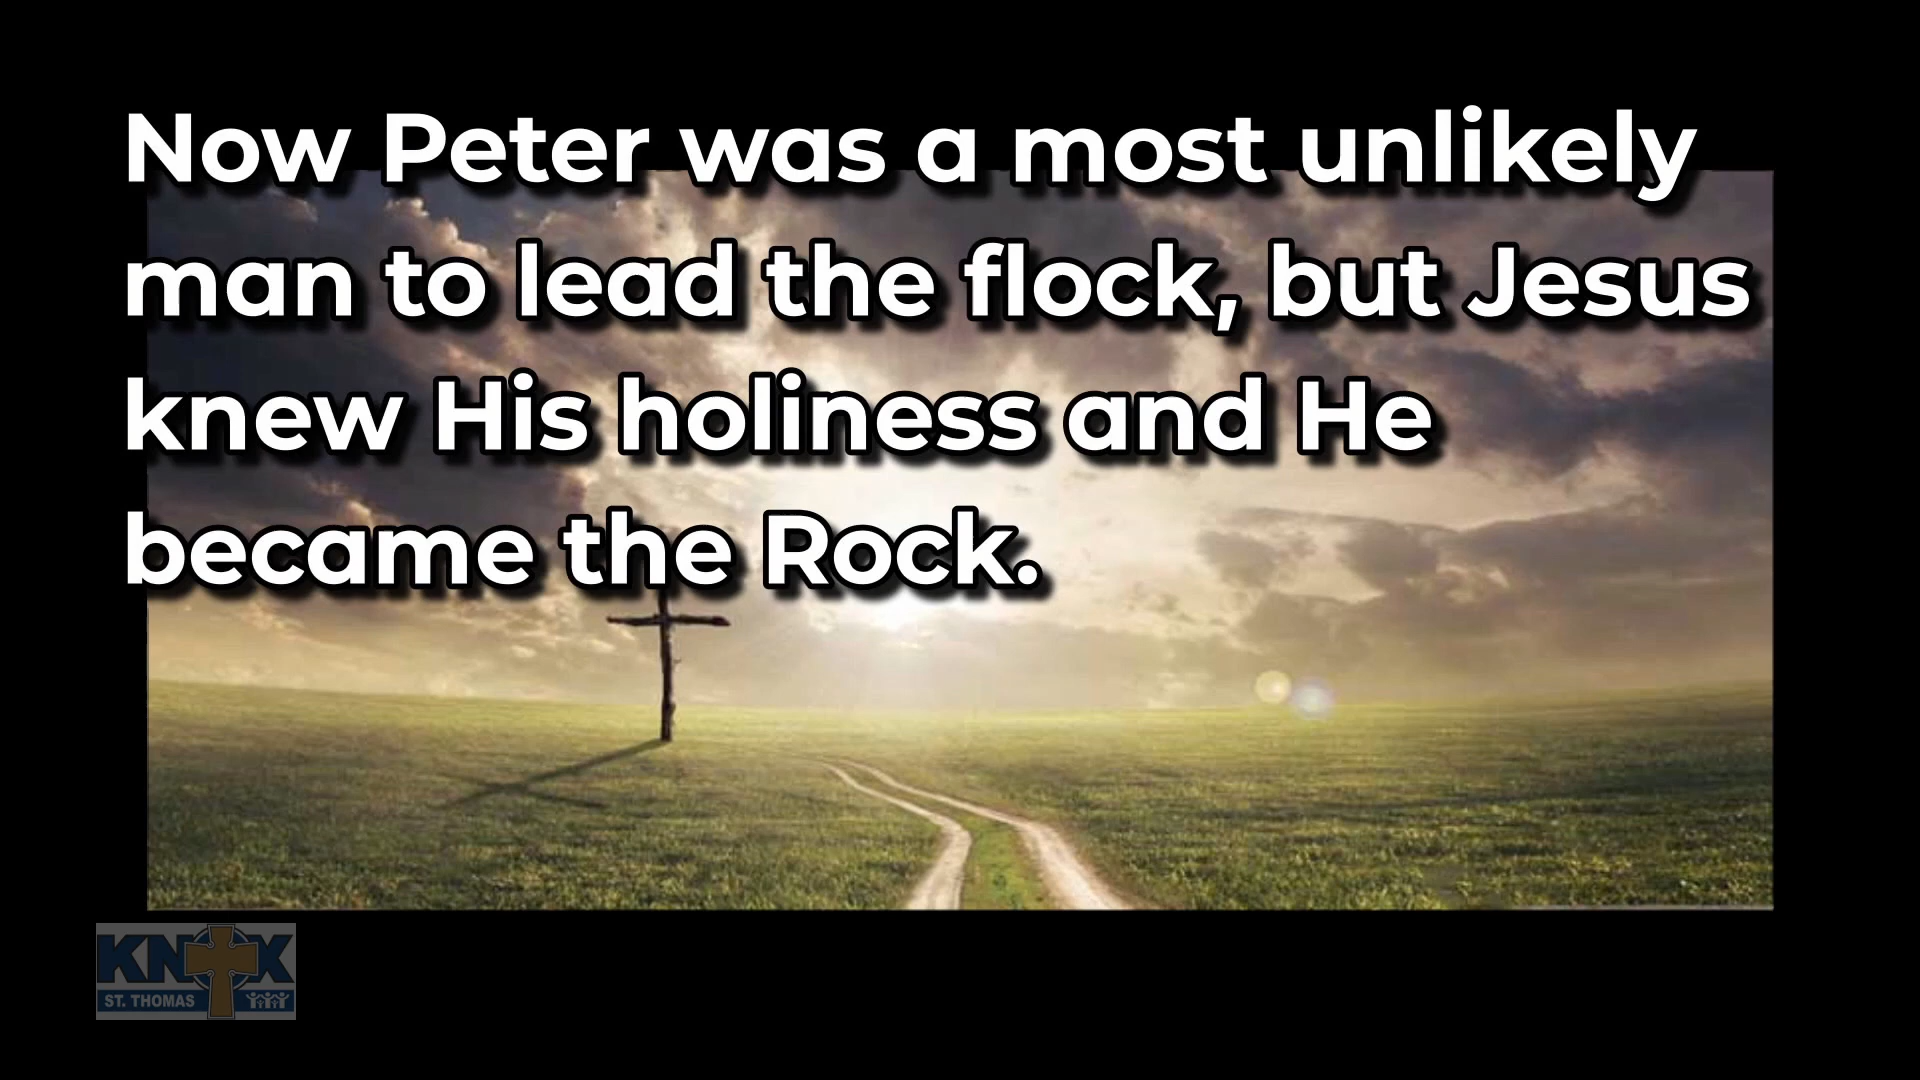 Now Peter was a most unlikely
man to lead the flock, but Jesus
knew His holiness and He
became the Rock.
KNOX
ST. THOMAS